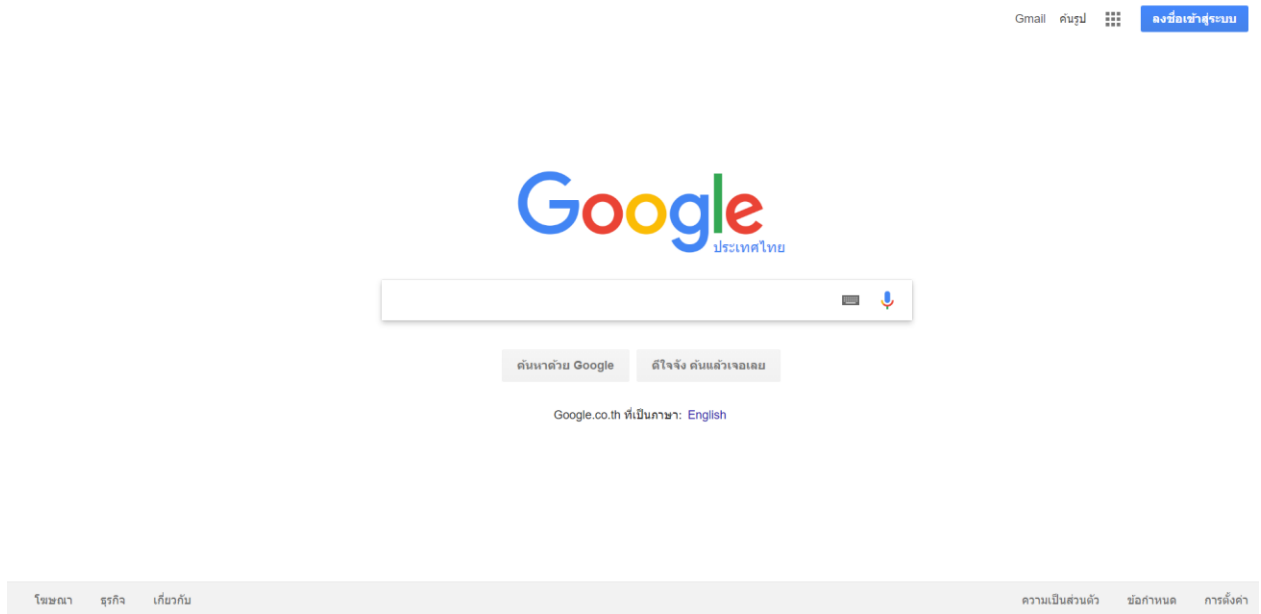 Gmail ค้นรูป ลงชื่อเข้าสู่ระบบ
Google
ประเทศไทย
ค้นหาด้วย Google ดีใจจัง ค้นแล้วเจอเลย
Google.co.th ที่เป็นภาษา: English
โฆษณา ธุรกิจ เกี่ยวกับ ความเป็นส่วนตัว ข้อกำหนด การตั้งค่า